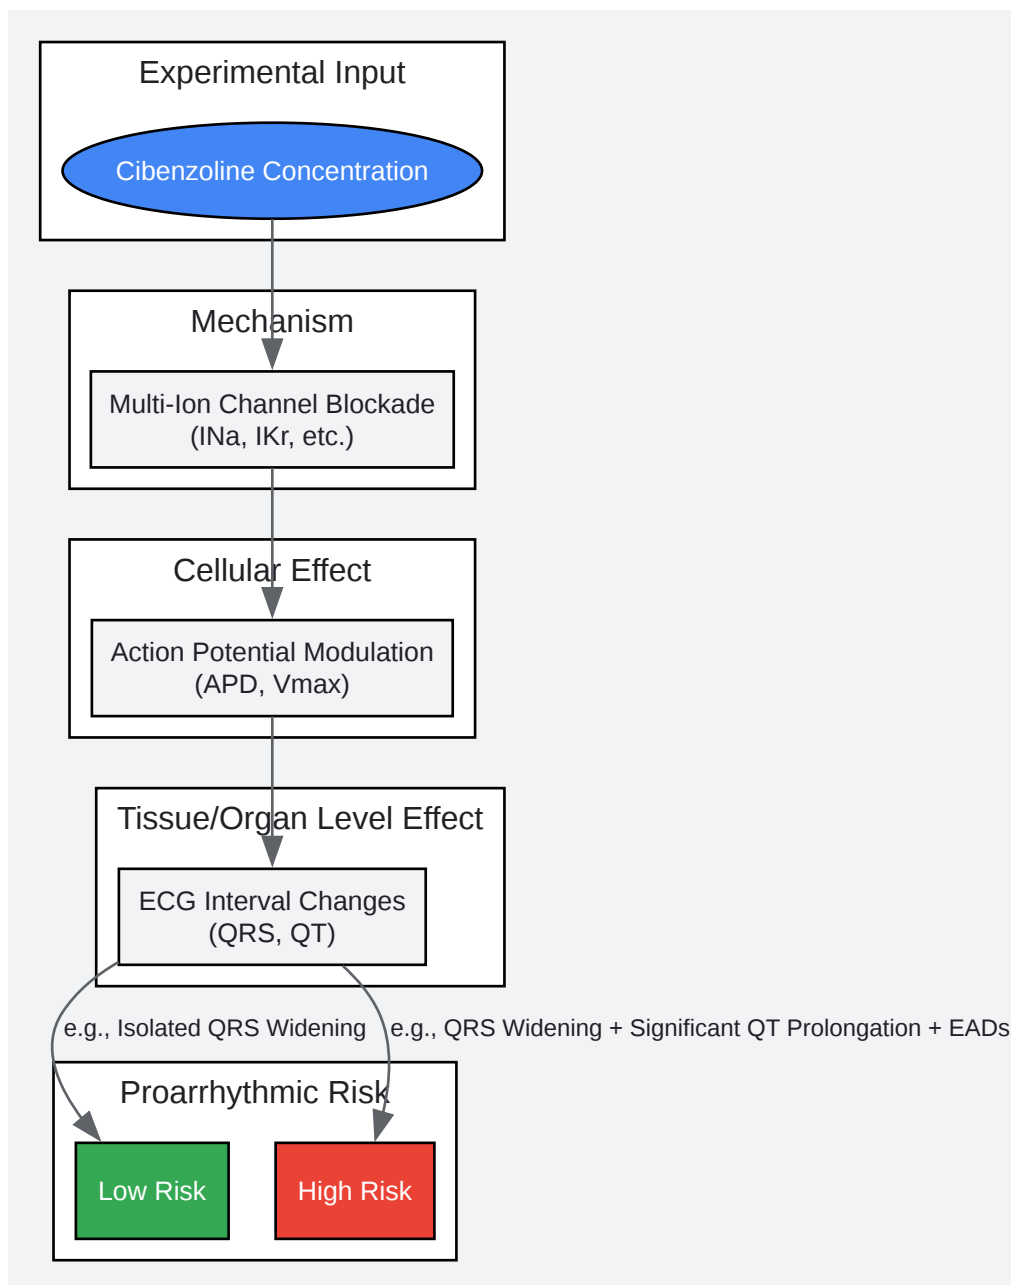 Experimental Input
Cibenzoline Concentration
Mechanism
Multi-Ion Channel Blockade
(INa, IKr, etc.)
Cellular Effect
Action Potential Modulation
(APD, Vmax)
Tissue/Organ Level Effect
ECG Interval Changes
(QRS, QT)
e.g., Isolated QRS Widening
e.g., QRS Widening + Significant QT Prolongation + EADs
Proarrhythmic Risk
Low Risk
High Risk